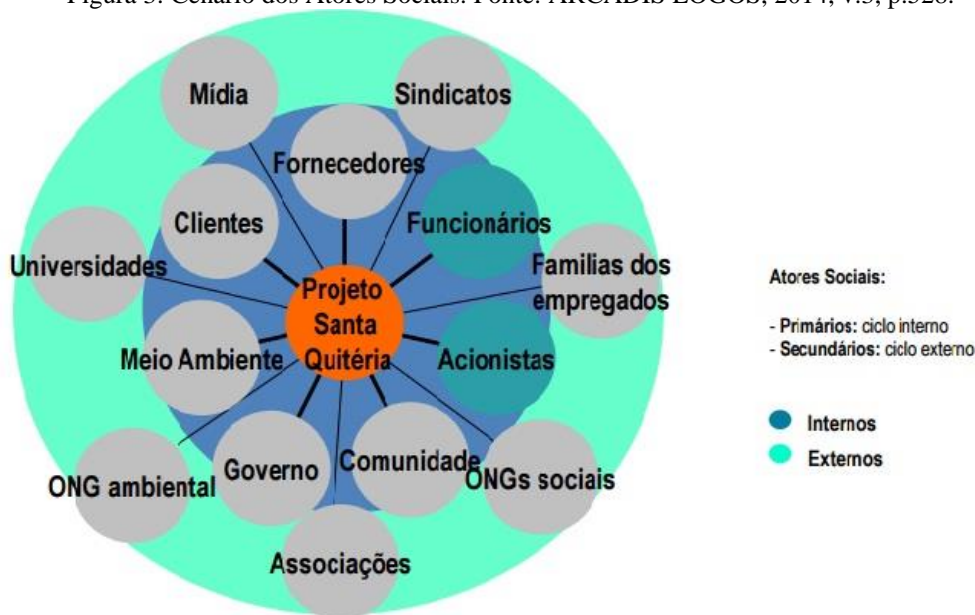 Figura 3: Cenário dos Atores Sociais. Fonte: ARCADIS LOGOS, 2014, v.3, p.328.
Mídia
Sindicatos
Fornecedores
Clientes
Funcionários
Universidades
Familias dos
empregados
Projeto
Santa
Quitéria
Meio Ambiente
Acionistas
ONG ambiental
Governo
Comunidade
ONGs sociais
Associações
Atores Sociais:
- Primários: ciclo interno
- Secundários: ciclo externo
Internos
Externos